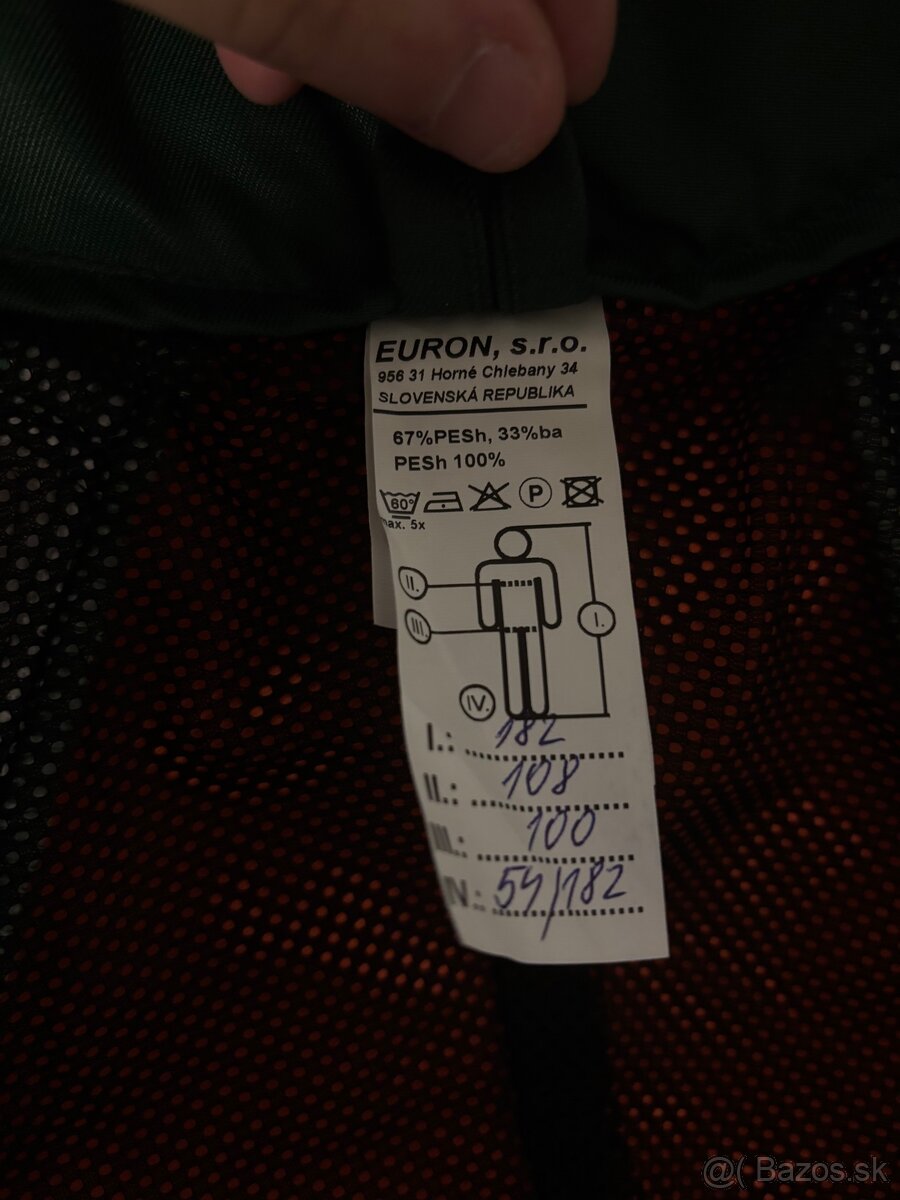 EURON, s.r.o.
956 31 Horné Chlebany 34
SLOVENSKÁ REPUBLIKA
67%PESh, 33%ba
PESh 100%
60° P
max. 5x
II.
I.
III.
IV.
I.: 182
II.: 108
III.: 100
IV.: 54/182
@( Bazos.sk